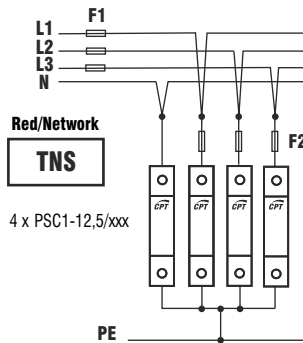 F1
L1
L2
L3
N
Red/Network
TNS
F2
4 x PSC1-12,5/xxx
CPT CPT CPT CPT
PE